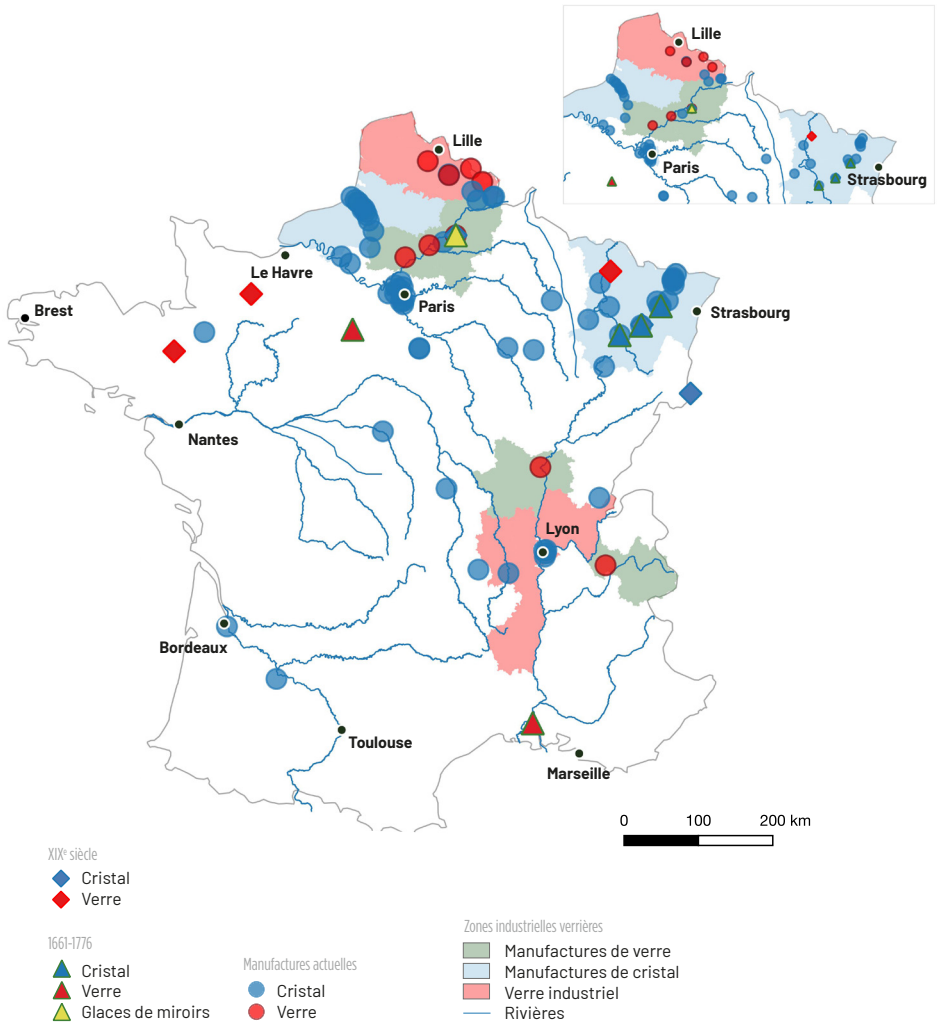 Lille
Paris
Strasbourg
Lille
Le Havre
Paris
Brest
Strasbourg
Nantes
Lyon
Bordeaux
Toulouse
Marseille
0 100 200 km
XIXe siècle
Cristal
Verre
1661-1776
Cristal
Verre
Glaces de miroirs
Manufactures actuelles
Cristal
Verre
Zones industrielles verrières
Manufactures de verre
Manufactures de cristal
Verre industriel
Rivières